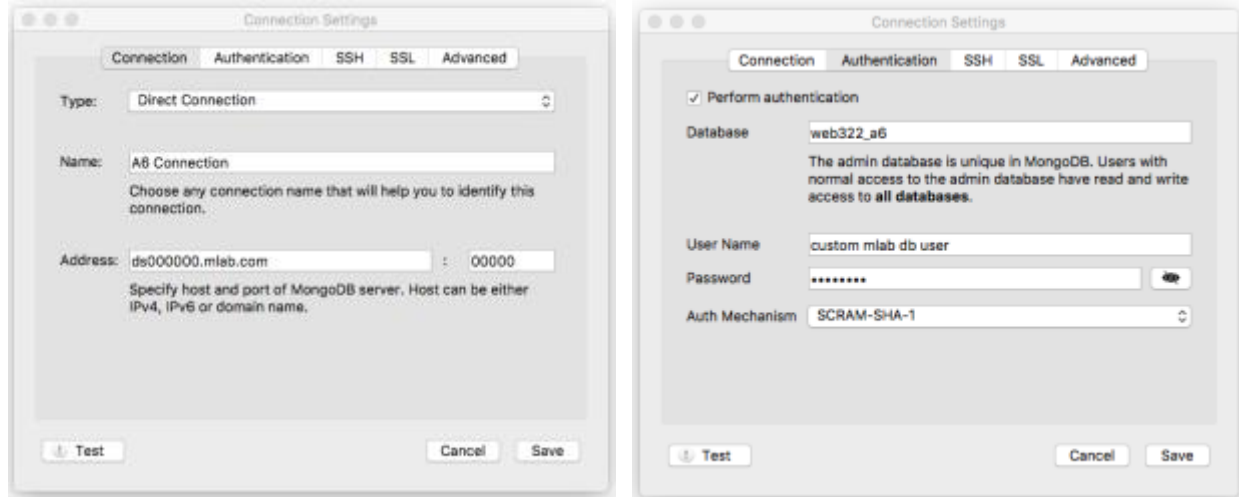 Connection Settings
Connection Authentication SSH SSL Advanced
Type: Direct Connection
Name: A6 Connection
Choose any connection name that will help you to identify this
connection.
Address: ds000000.mlab.com : 00000
Specify host and port of MongoDB server. Host can be either
IPv4, IPv6 or domain name.
Test Cancel Save
Connection Settings
Connection Authentication SSH SSL Advanced
Perform authentication
Database web322_a6
The admin database is unique in MongoDB. Users with
normal access to the admin database have read and write
access to all databases.
User Name custom mlab db user
Password ••••••••
Auth Mechanism SCRAM-SHA-1
Test Cancel Save